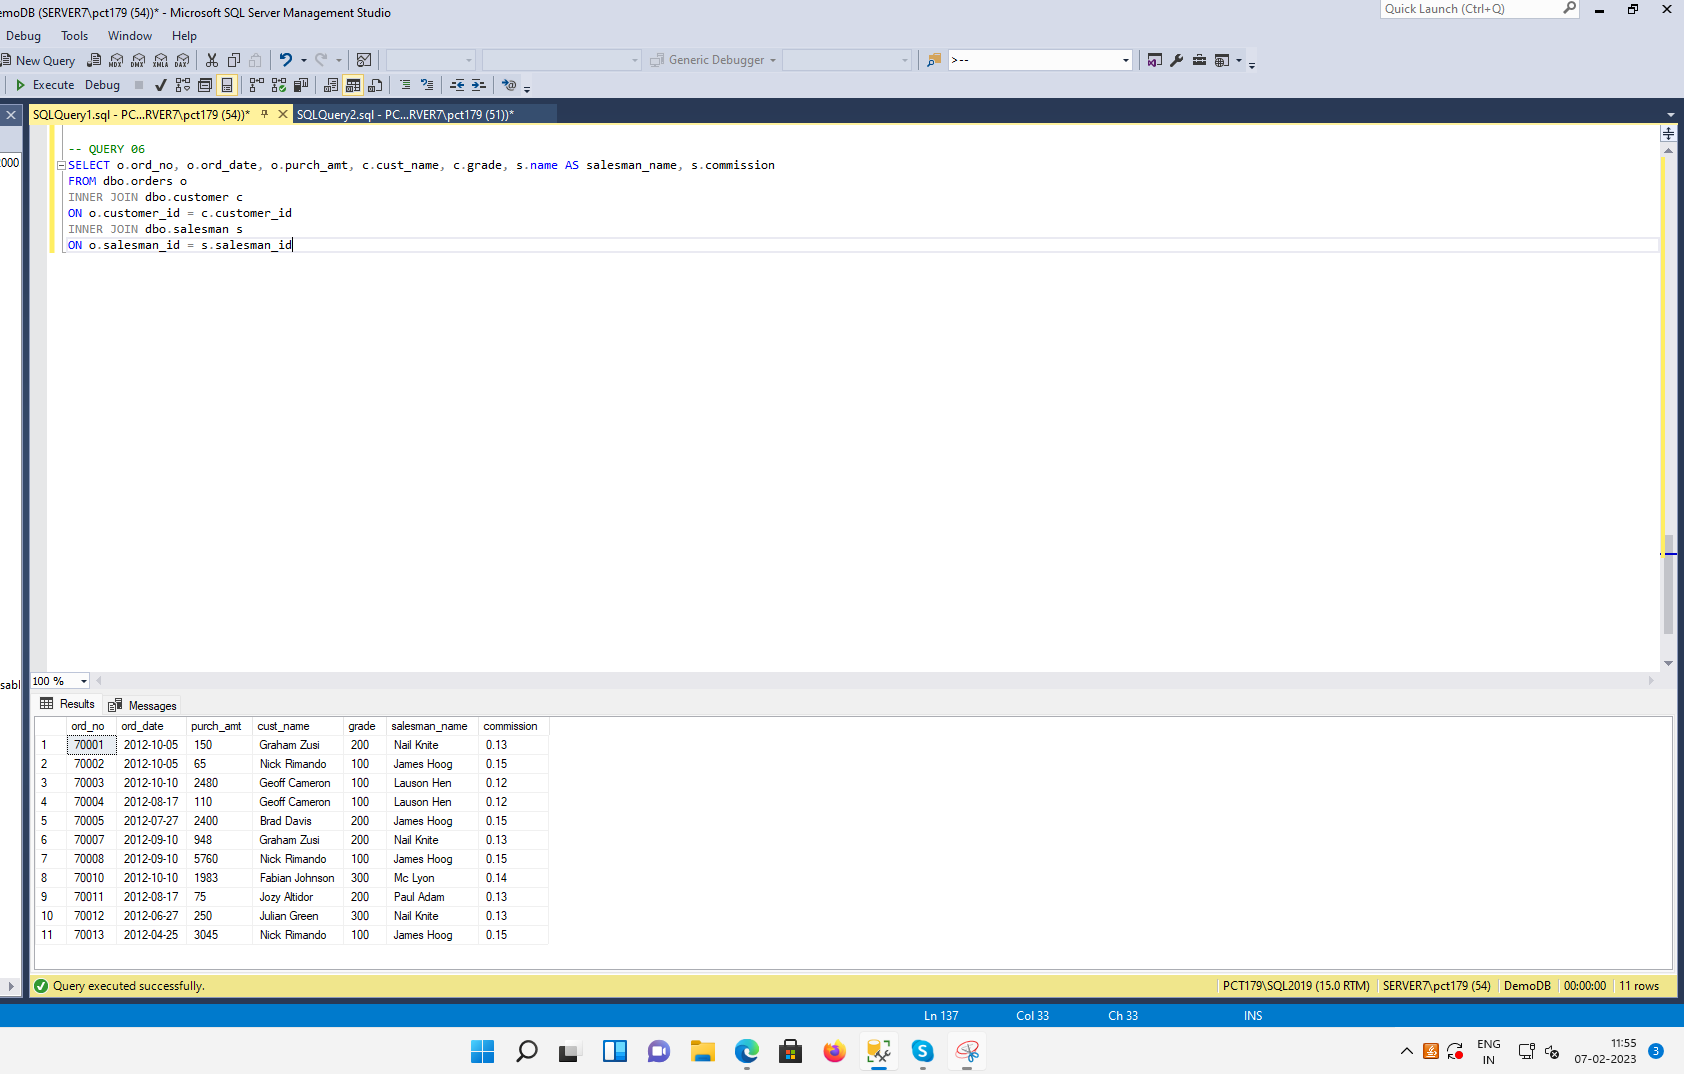 emoDB (SERVER7\pct179 (54))* - Microsoft SQL Server Management Studio
Quick Launch (Ctrl+Q)
Debug Tools Window Help
New Query MDX DMX XMLA DAX Generic Debugger >--
Execute Debug
SQLQuery1.sql - PC...RVER7\pct179 (54))* SQLQuery2.sql - PC...RVER7\pct179 (51))*
2000
-- QUERY 06
SELECT o.ord_no, o.ord_date, o.purch_amt, c.cust_name, c.grade, s.name AS salesman_name, s.commission
FROM dbo.orders o
INNER JOIN dbo.customer c
ON o.customer_id = c.customer_id
INNER JOIN dbo.salesman s
ON o.salesman_id = s.salesman_id
sabl
100 %
Results Messages
ord_no ord_date purch_amt cust_name grade salesman_name commission
1 70001 2012-10-05 150 Graham Zusi 200 Nail Knite 0.13
2 70002 2012-10-05 65 Nick Rimando 100 James Hoog 0.15
3 70003 2012-10-10 2480 Geoff Cameron 100 Lauson Hen 0.12
4 70004 2012-08-17 110 Geoff Cameron 100 Lauson Hen 0.12
5 70005 2012-07-27 2400 Brad Davis 200 James Hoog 0.15
6 70007 2012-09-10 948 Graham Zusi 200 Nail Knite 0.13
7 70008 2012-09-10 5760 Nick Rimando 100 James Hoog 0.15
8 70010 2012-10-10 1983 Fabian Johnson 300 Mc Lyon 0.14
9 70011 2012-08-17 75 Jozy Altidor 200 Paul Adam 0.13
10 70012 2012-06-27 250 Julian Green 300 Nail Knite 0.13
11 70013 2012-04-25 3045 Nick Rimando 100 James Hoog 0.15
Query executed successfully. PCT179\SQL2019 (15.0 RTM) SERVER7\pct179 (54) DemoDB 00:00:00 11 rows
Ln 137 Col 33 Ch 33 INS
ENG
IN
11:55
07-02-2023
3